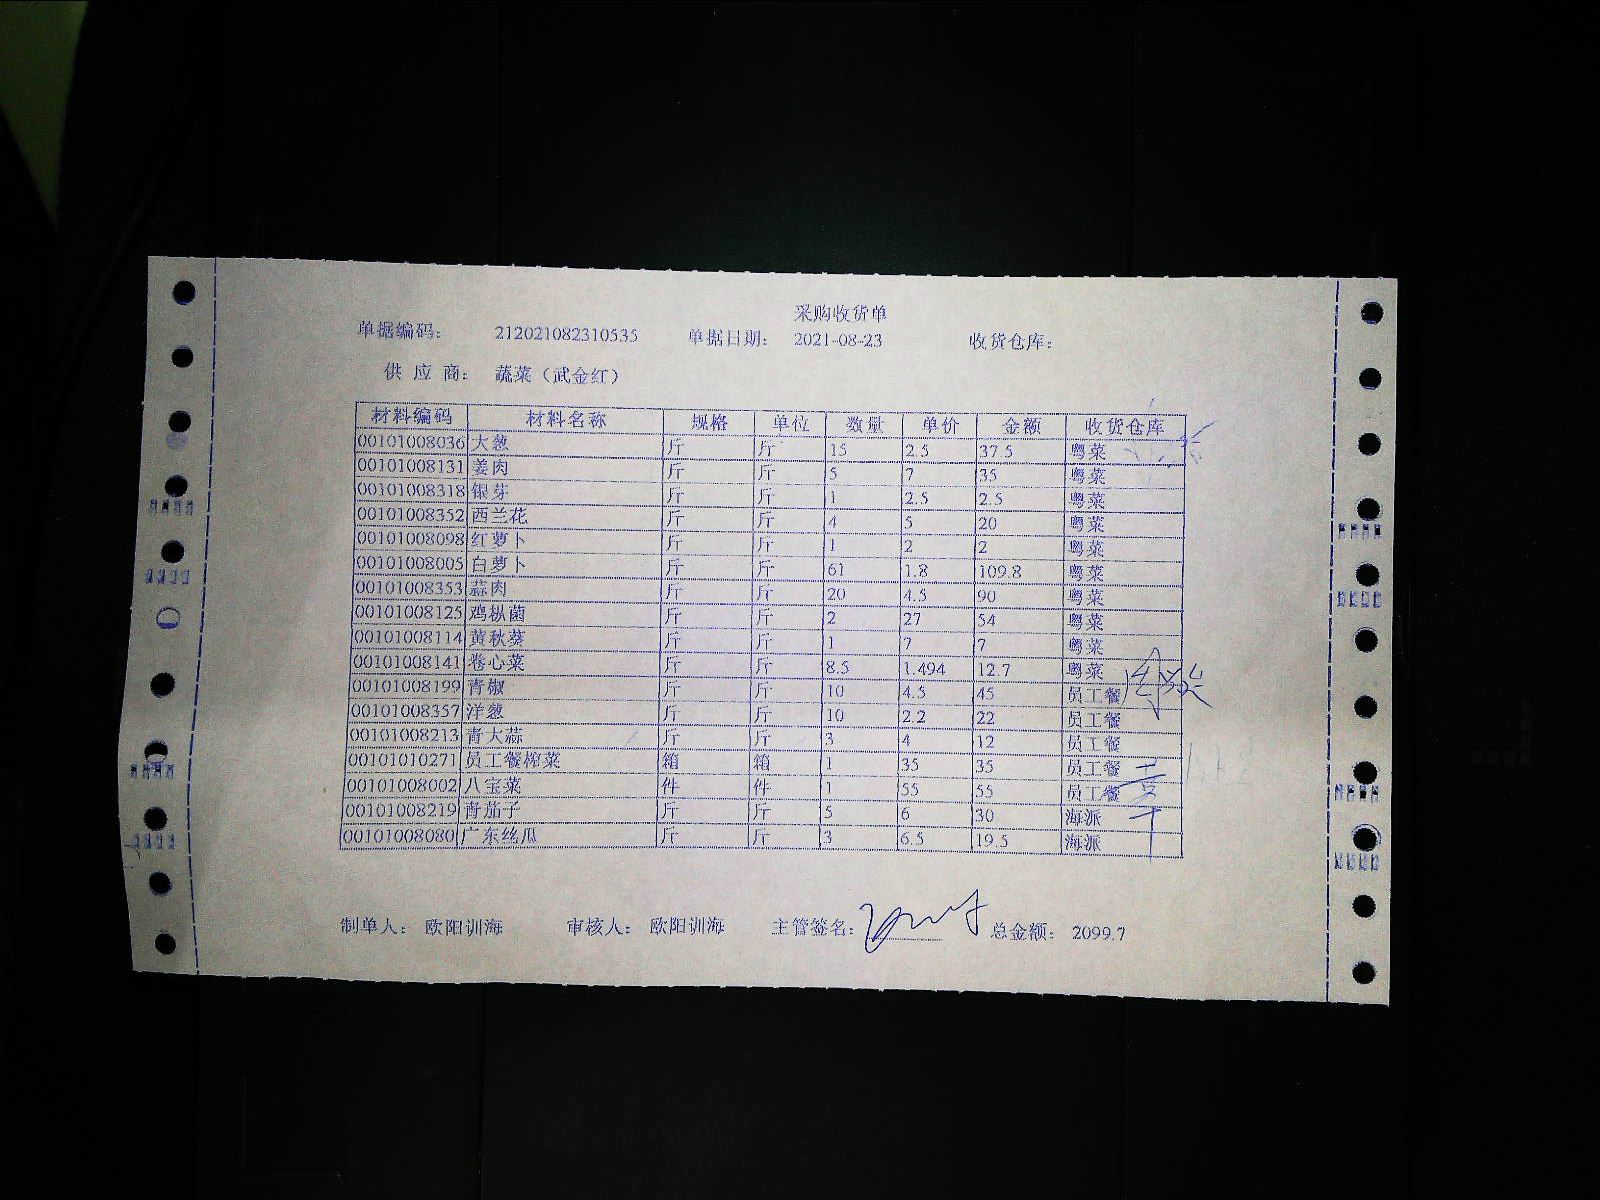 采购收货单
单据编码： 212021082310535 单据日期： 2021-08-23 收货仓库：
供 应 商： 蔬菜（武金红）
材料编码 材料名称 规格 单位 数量 单价 金额 收货仓库
00101008036 大葱 斤 斤 15 2.5 37.5 粤菜
00101008131 姜肉 斤 斤 5 7 35 粤菜
00101008318 银芽 斤 斤 1 2.5 2.5 粤菜
00101008352 西兰花 斤 斤 4 5 20 粤菜
00101008098 红萝卜 斤 斤 1 2 2 粤菜
00101008005 白萝卜 斤 斤 61 1.8 109.8 粤菜
00101008353 蒜肉 斤 斤 20 4.5 90 粤菜
00101008125 鸡枞菌 斤 斤 2 27 54 粤菜
00101008114 黄秋葵 斤 斤 1 7 7 粤菜
00101008141 卷心菜 斤 斤 8.5 1.494 12.7 粤菜
00101008199 青椒 斤 斤 10 4.5 45 员工餐
00101008357 洋葱 斤 斤 10 2.2 22 员工餐
00101008213 青大蒜 斤 斤 3 4 12 员工餐
00101010271 员工餐榨菜 箱 箱 1 35 35 员工餐
00101008002 八宝菜 件 件 1 55 55 员工餐
00101008219 青茄子 斤 斤 5 6 30 海派
00101008080 广东丝瓜 斤 斤 3 6.5 19.5 海派
制单人： 欧阳训海 审核人： 欧阳训海 主管签名： 总金额： 2099.7